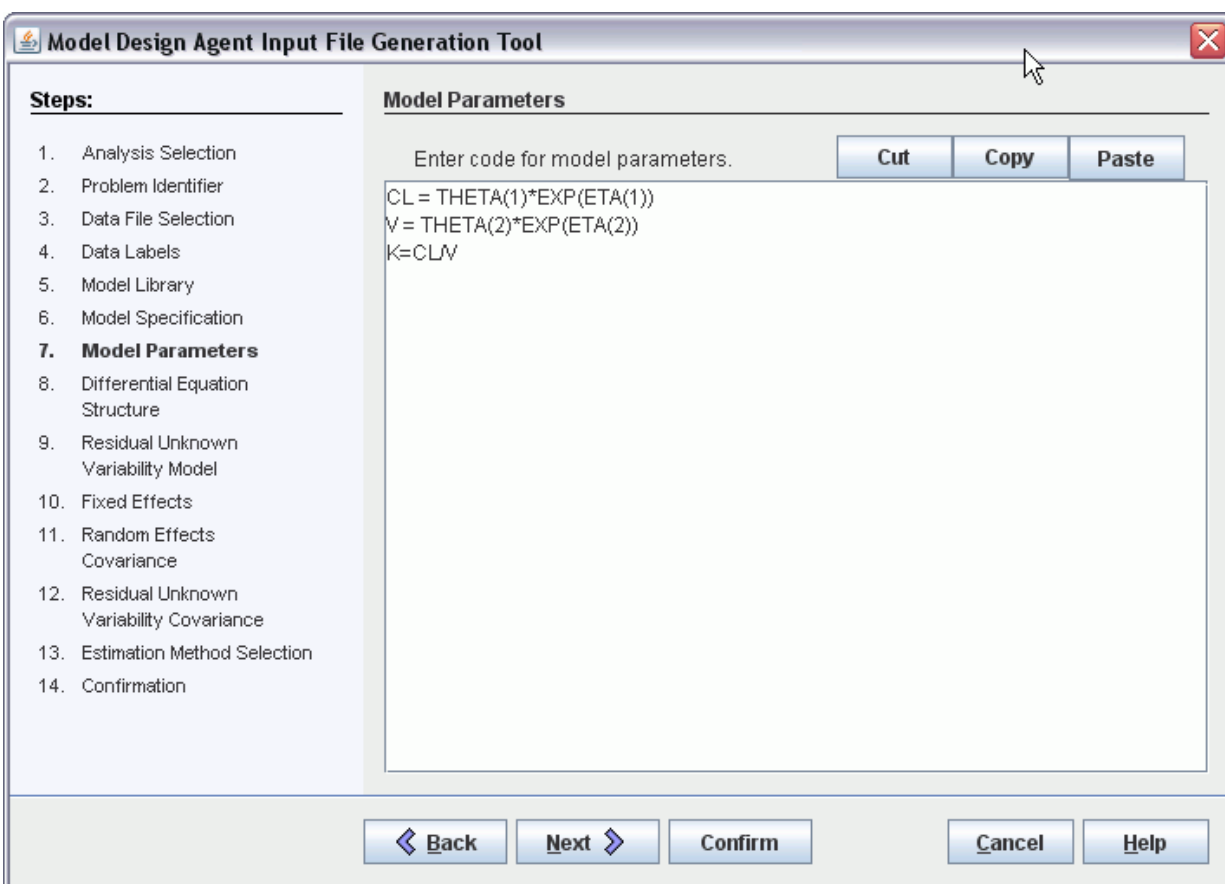 Model Design Agent Input File Generation Tool
Steps:
1. Analysis Selection
2. Problem Identifier
3. Data File Selection
4. Data Labels
5. Model Library
6. Model Specification
7. Model Parameters
8. Differential Equation
Structure
9. Residual Unknown
Variability Model
10. Fixed Effects
11. Random Effects
Covariance
12. Residual Unknown
Variability Covariance
13. Estimation Method Selection
14. Confirmation
Model Parameters
Enter code for model parameters.
Cut Copy Paste
CL = THETA(1)*EXP(ETA(1))
V = THETA(2)*EXP(ETA(2))
K=CL/V
Back Next Confirm Cancel Help